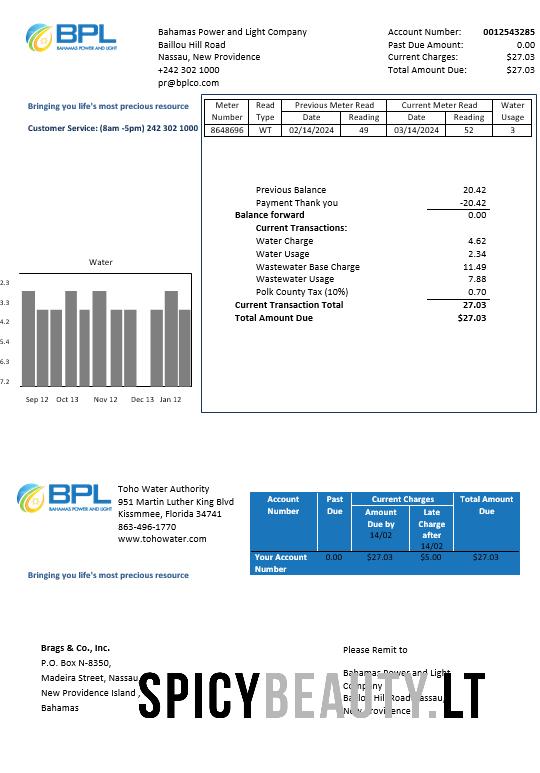 BPL
BAHAMAS POWER AND LIGHT
Bahamas Power and Light Company
Baillou Hill Road
Nassau, New Providence
+242 302 1000
pr@bplco.com
Account Number: 0012543285
Past Due Amount: 0.00
Current Charges: $27.03
Total Amount Due: $27.03
Bringing you life's most precious resource
Customer Service: (8am -5pm) 242 302 1000
Meter Read Previous Meter Read Current Meter Read Water
Number Type Date Reading Date Reading Usage
8648696 WT 02/14/2024 49 03/14/2024 52 3
Previous Balance 20.42
Payment Thank you -20.42
Balance forward 0.00
Current Transactions:
Water Charge 4.62
Water Usage 2.34
Wastewater Base Charge 11.49
Wastewater Usage 7.88
Polk County Tax (10%) 0.70
Current Transaction Total 27.03
Total Amount Due $27.03
Water
2.3
3.3
4.2
5.4
6.3
7.2
Sep 12 Oct 13 Nov 12 Dec 13 Jan 12
BPL
BAHAMAS POWER AND LIGHT
Toho Water Authority
951 Martin Luther King Blvd
Kissmmee, Florida 34741
863-496-1770
www.tohowater.com
Bringing you life's most precious resource
Account Past Current Charges Total Amount
Number Due Amount Late Due
Due by Charge
14/02 after
14/02
Your Account 0.00 $27.03 $5.00 $27.03
Number
Brags & Co., Inc.
P.O. Box N-8350,
Madeira Street, Nassau
New Providence Island ,
Bahamas
Please Remit to
Bahamas Power and Light
Company
Baillou Hill Road Nassau,
New Providence
SPICYBEAUTY.LT